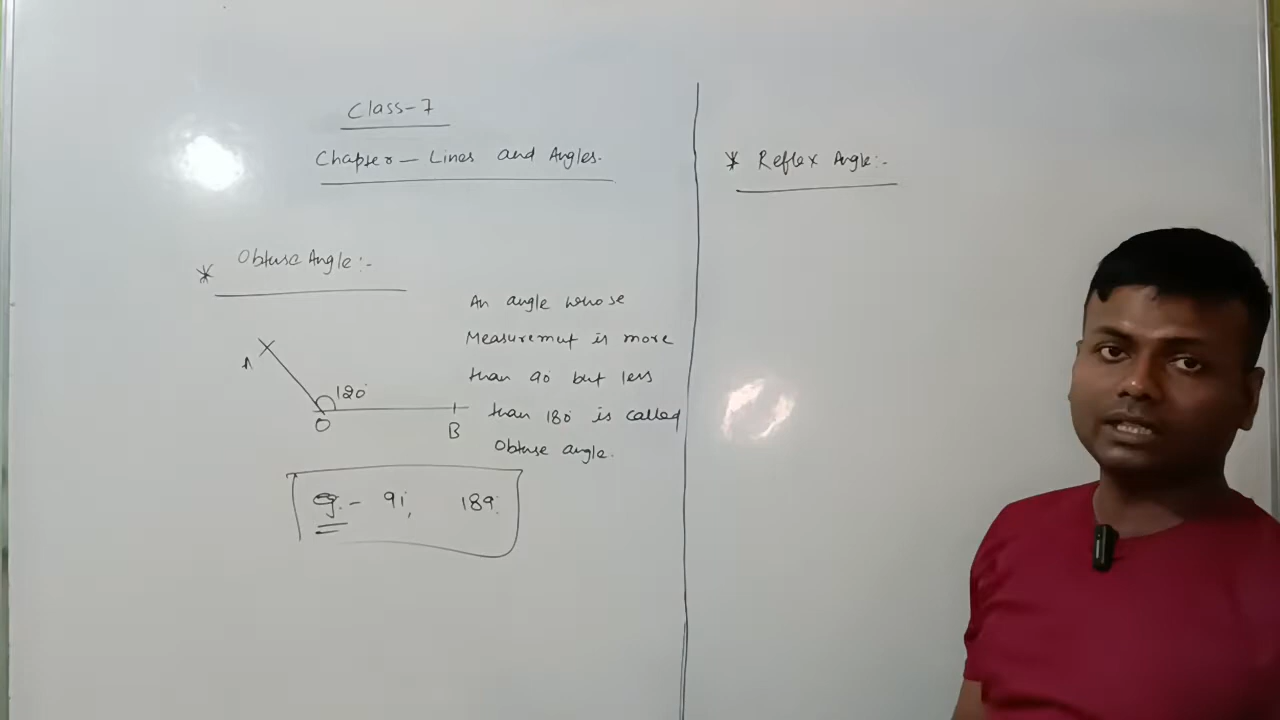 Class-7
Chapter - Lines and Angles.
* Obtuse Angle:-
An angle whose
Measurement is more
than 90° but less
than 180° is called
Obtuse angle.
A
120°
O
B
eg.- 91°, 189°.
* Reflex Angle:-